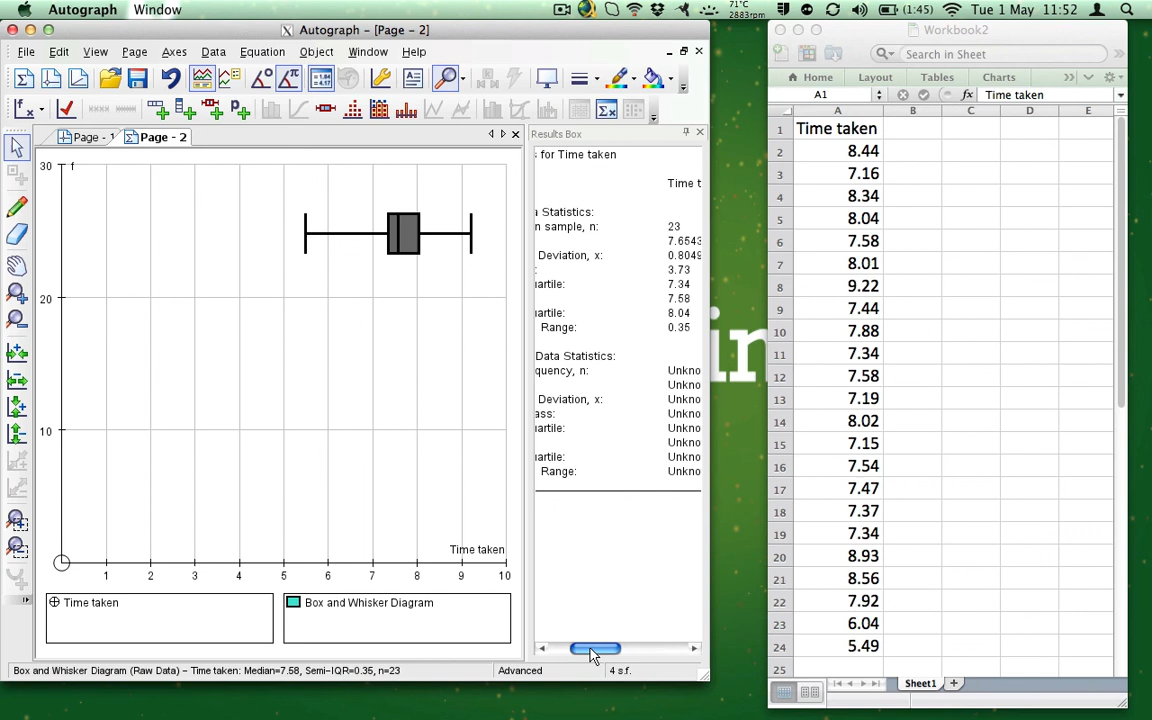 Autograph Window
71°C
2883rpm
(1:45) Tue 1 May 11:52
Autograph - [Page - 2]
File Edit View Page Axes Data Equation Object Window Help
Page - 1 Page - 2
30 f
20
10
Time taken
1 2 3 4 5 6 7 8 9 10
Time taken
Box and Whisker Diagram
Box and Whisker Diagram (Raw Data) – Time taken: Median=7.58, Semi-IQR=0.35, n=23
Advanced
4 s.f.
Results Box
s for Time taken
Time t
a Statistics:
n sample, n: 23
7.6543
Deviation, x: 0.8049
: 3.73
uartile: 7.34
7.58
uartile: 8.04
Range: 0.35
Data Statistics:
quency, n: Unkno
Unkno
Deviation, x: Unkno
ass: Unkno
uartile: Unkno
Unkno
uartile: Unkno
Range: Unkno
in
Workbook2
Search in Sheet
Home Layout Tables Charts
A1 fx Time taken
A B C D E
1 Time taken
2 8.44
3 7.16
4 8.34
5 8.04
6 7.58
7 8.01
8 9.22
9 7.44
10 7.88
11 7.34
12 7.58
13 7.19
14 8.02
15 7.15
16 7.54
17 7.47
18 7.37
19 7.34
20 8.93
21 8.56
22 7.92
23 6.04
24 5.49
25
Sheet1